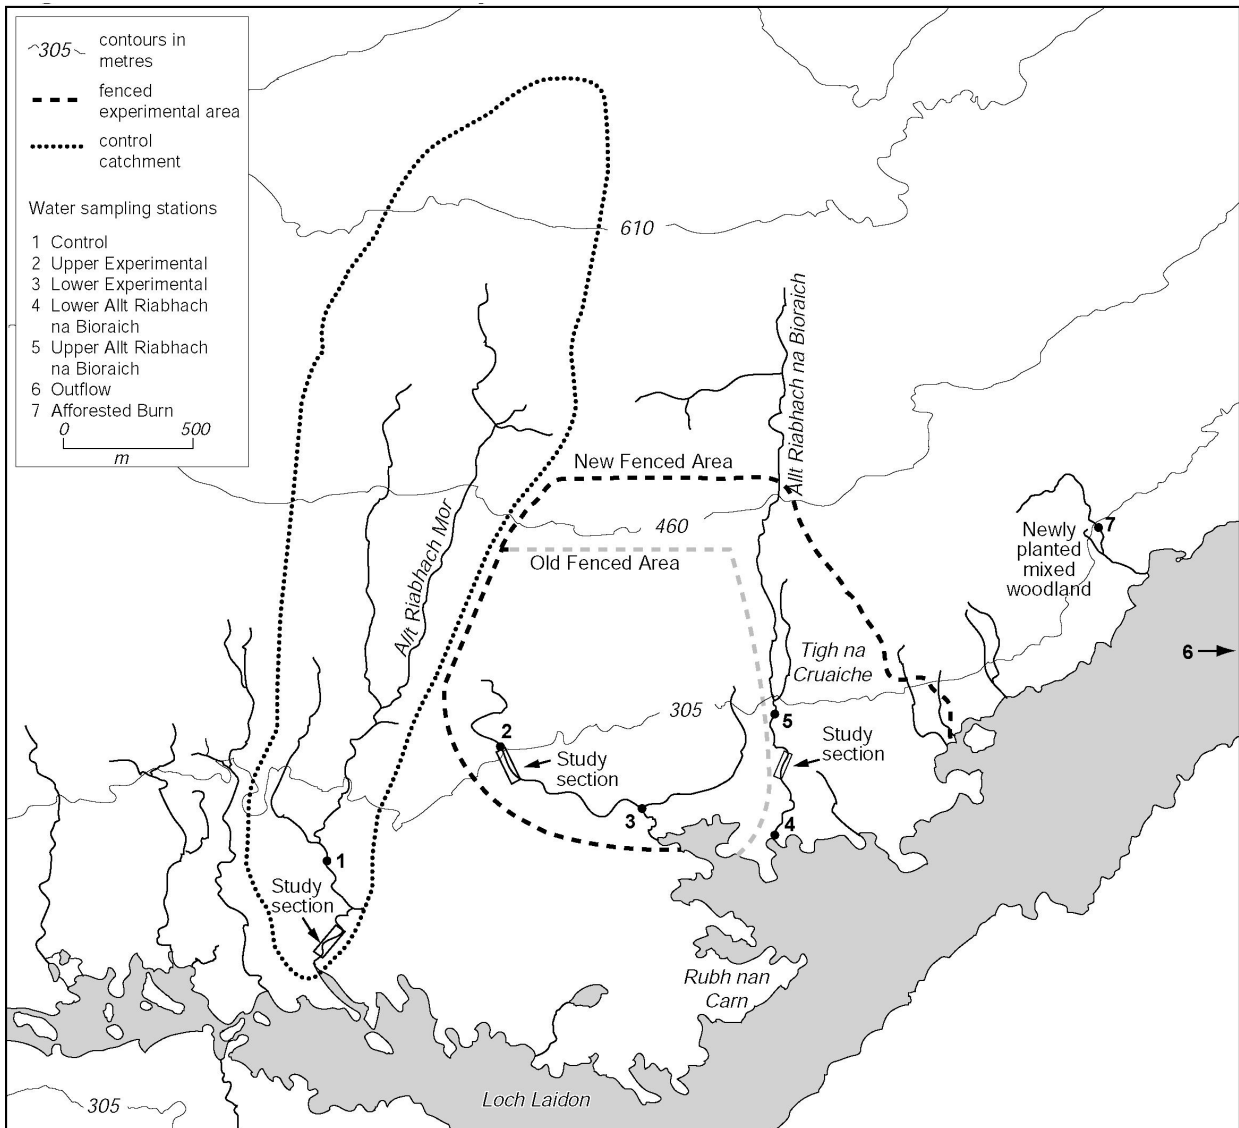 305
contours in
metres
fenced
experimental area
control
catchment
Water sampling stations
1 Control
2 Upper Experimental
3 Lower Experimental
4 Lower Allt Riabhach
na Bioraich
5 Upper Allt Riabhach
na Bioraich
6 Outflow
7 Afforested Burn
0 500
m
610
Allt Riabhach na Bioraich
New Fenced Area
460
Old Fenced Area
Allt Riabhach Mor
7
Newly
planted
mixed
woodland
6
Tigh na
Cruaiche
305
5
2
Study
section
Study
section
3
4
1
Study
section
Rubh nan
Carn
Loch Laidon
305